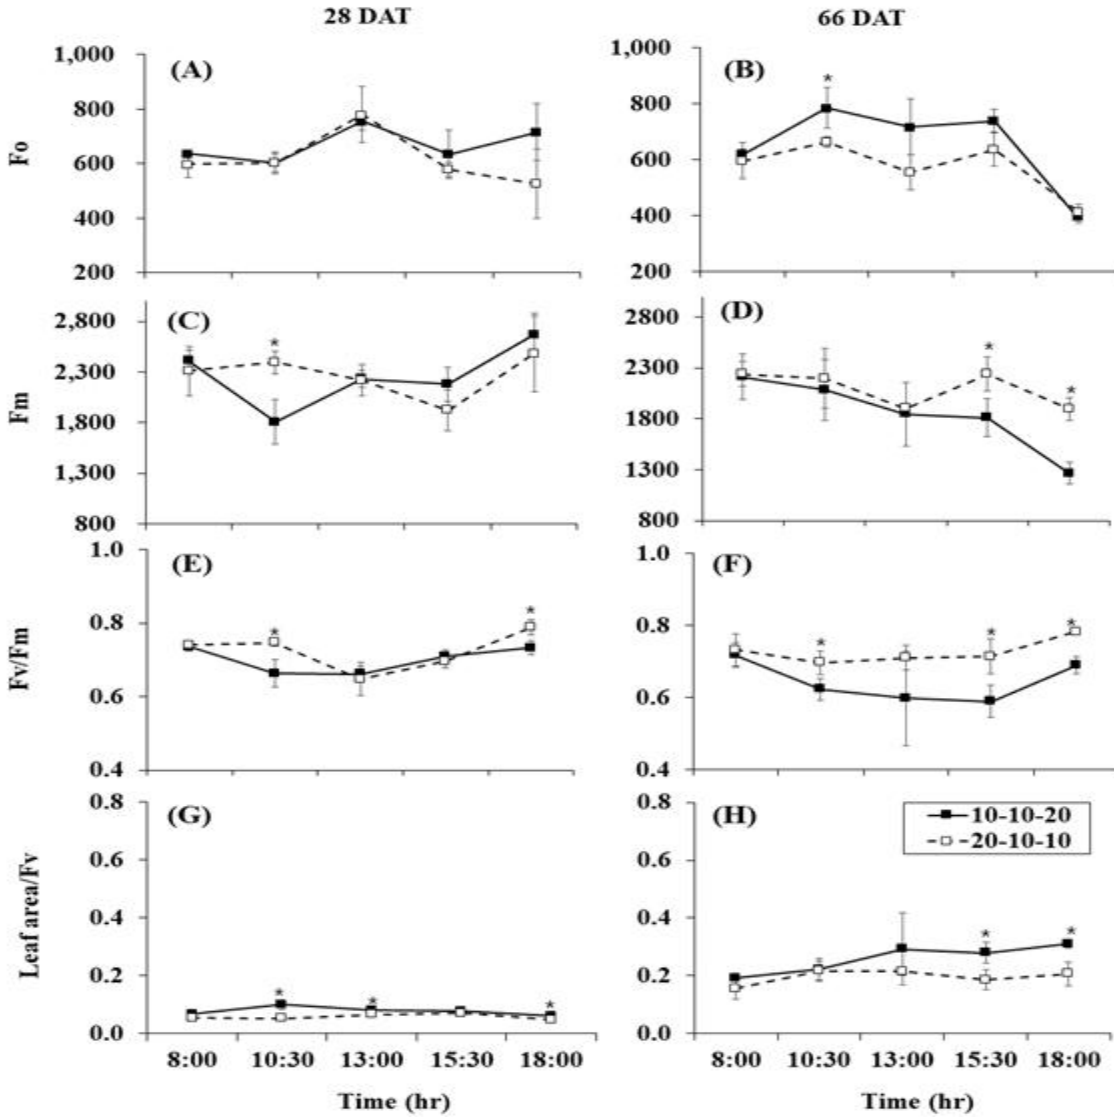 28 DAT 66 DAT
(A)
1,000
800
600
400
200
Fo
(B)
*
1,000
800
600
400
200
(C)
*
2,800
2,300
1,800
1,300
800
Fm
(D)
* *
2800
2300
1800
1300
800
(E)
* *
1.0
0.8
0.6
0.4
Fv/Fm
(F)
* * *
1.0
0.8
0.6
0.4
(G)
* * *
0.8
0.6
0.4
0.2
0.0
Leaf area/Fv
8:00 10:30 13:00 15:30 18:00
Time (hr)
(H)
10-10-20
20-10-10
* *
0.8
0.6
0.4
0.2
0.0
8:00 10:30 13:00 15:30 18:00
Time (hr)